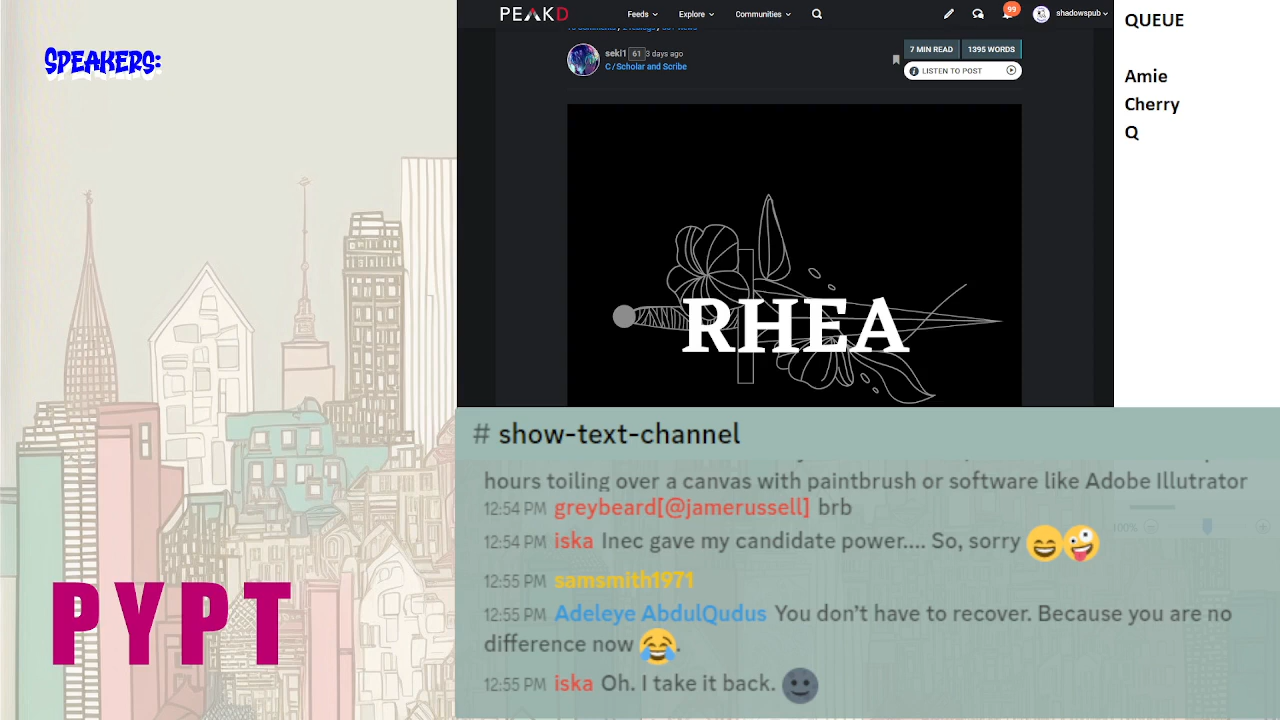 SPEAKERS:
PYPT
PEAKD
Feeds
Explore
Communities
99
shadowspub
seki1 61 3 days ago
C/Scholar and Scribe
7 MIN READ
1395 WORDS
LISTEN TO POST
RHEA
QUEUE
Amie
Cherry
Q
# show-text-channel
hours toiling over a canvas with paintbrush or software like Adobe Illutrator
12:54 PM greybeard[@jamerussell] brb
12:54 PM iska Inec gave my candidate power.... So, sorry 😄🤪
12:55 PM samsmith1971
12:55 PM Adeleye AbdulQudus You don't have to recover. Because you are no
difference now 😂.
12:55 PM iska Oh. I take it back. 🌚
100%